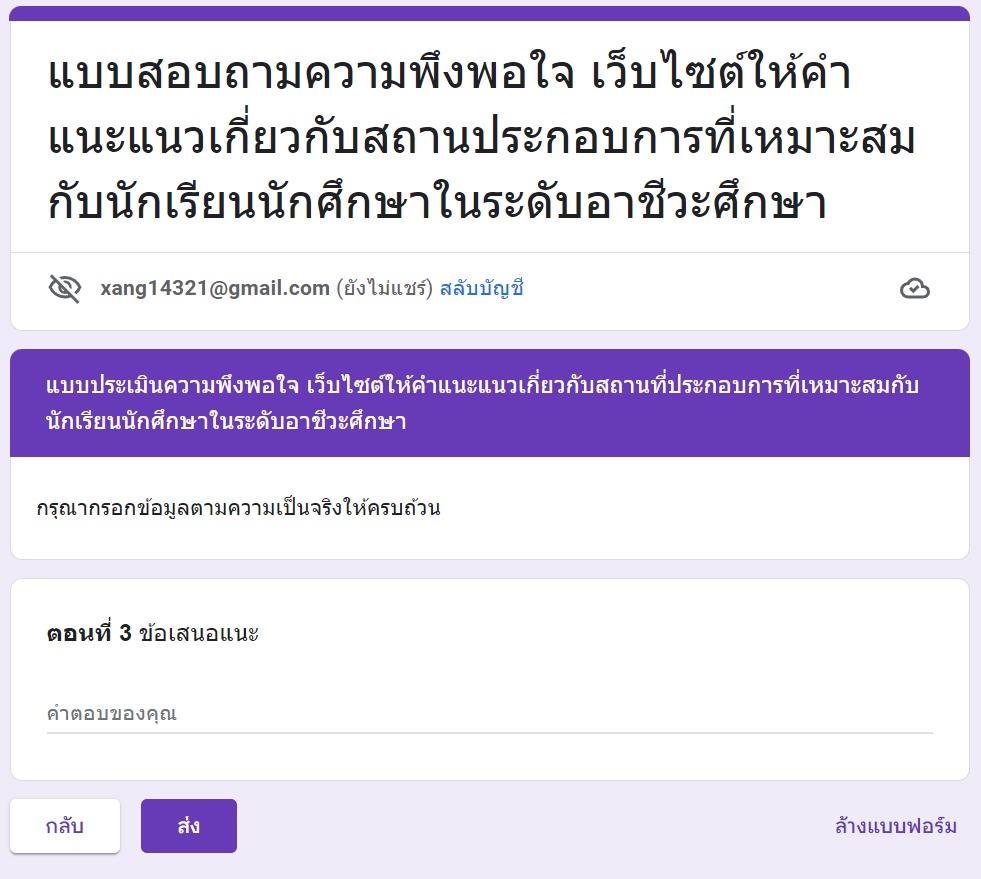 แบบสอบถามความพึงพอใจ เว็บไซต์ให้คำ
แนะแนวเกี่ยวกับสถานประกอบการที่เหมาะสม
กับนักเรียนนักศึกษาในระดับอาชีวะศึกษา
xang14321@gmail.com (ยังไม่แชร์) สลับบัญชี
แบบประเมินความพึงพอใจ เว็บไซต์ให้คำแนะแนวเกี่ยวกับสถานที่ประกอบการที่เหมาะสมกับ
นักเรียนนักศึกษาในระดับอาชีวะศึกษา
กรุณากรอกข้อมูลตามความเป็นจริงให้ครบถ้วน
ตอนที่ 3 ข้อเสนอแนะ
คำตอบของคุณ
กลับ ส่ง ล้างแบบฟอร์ม